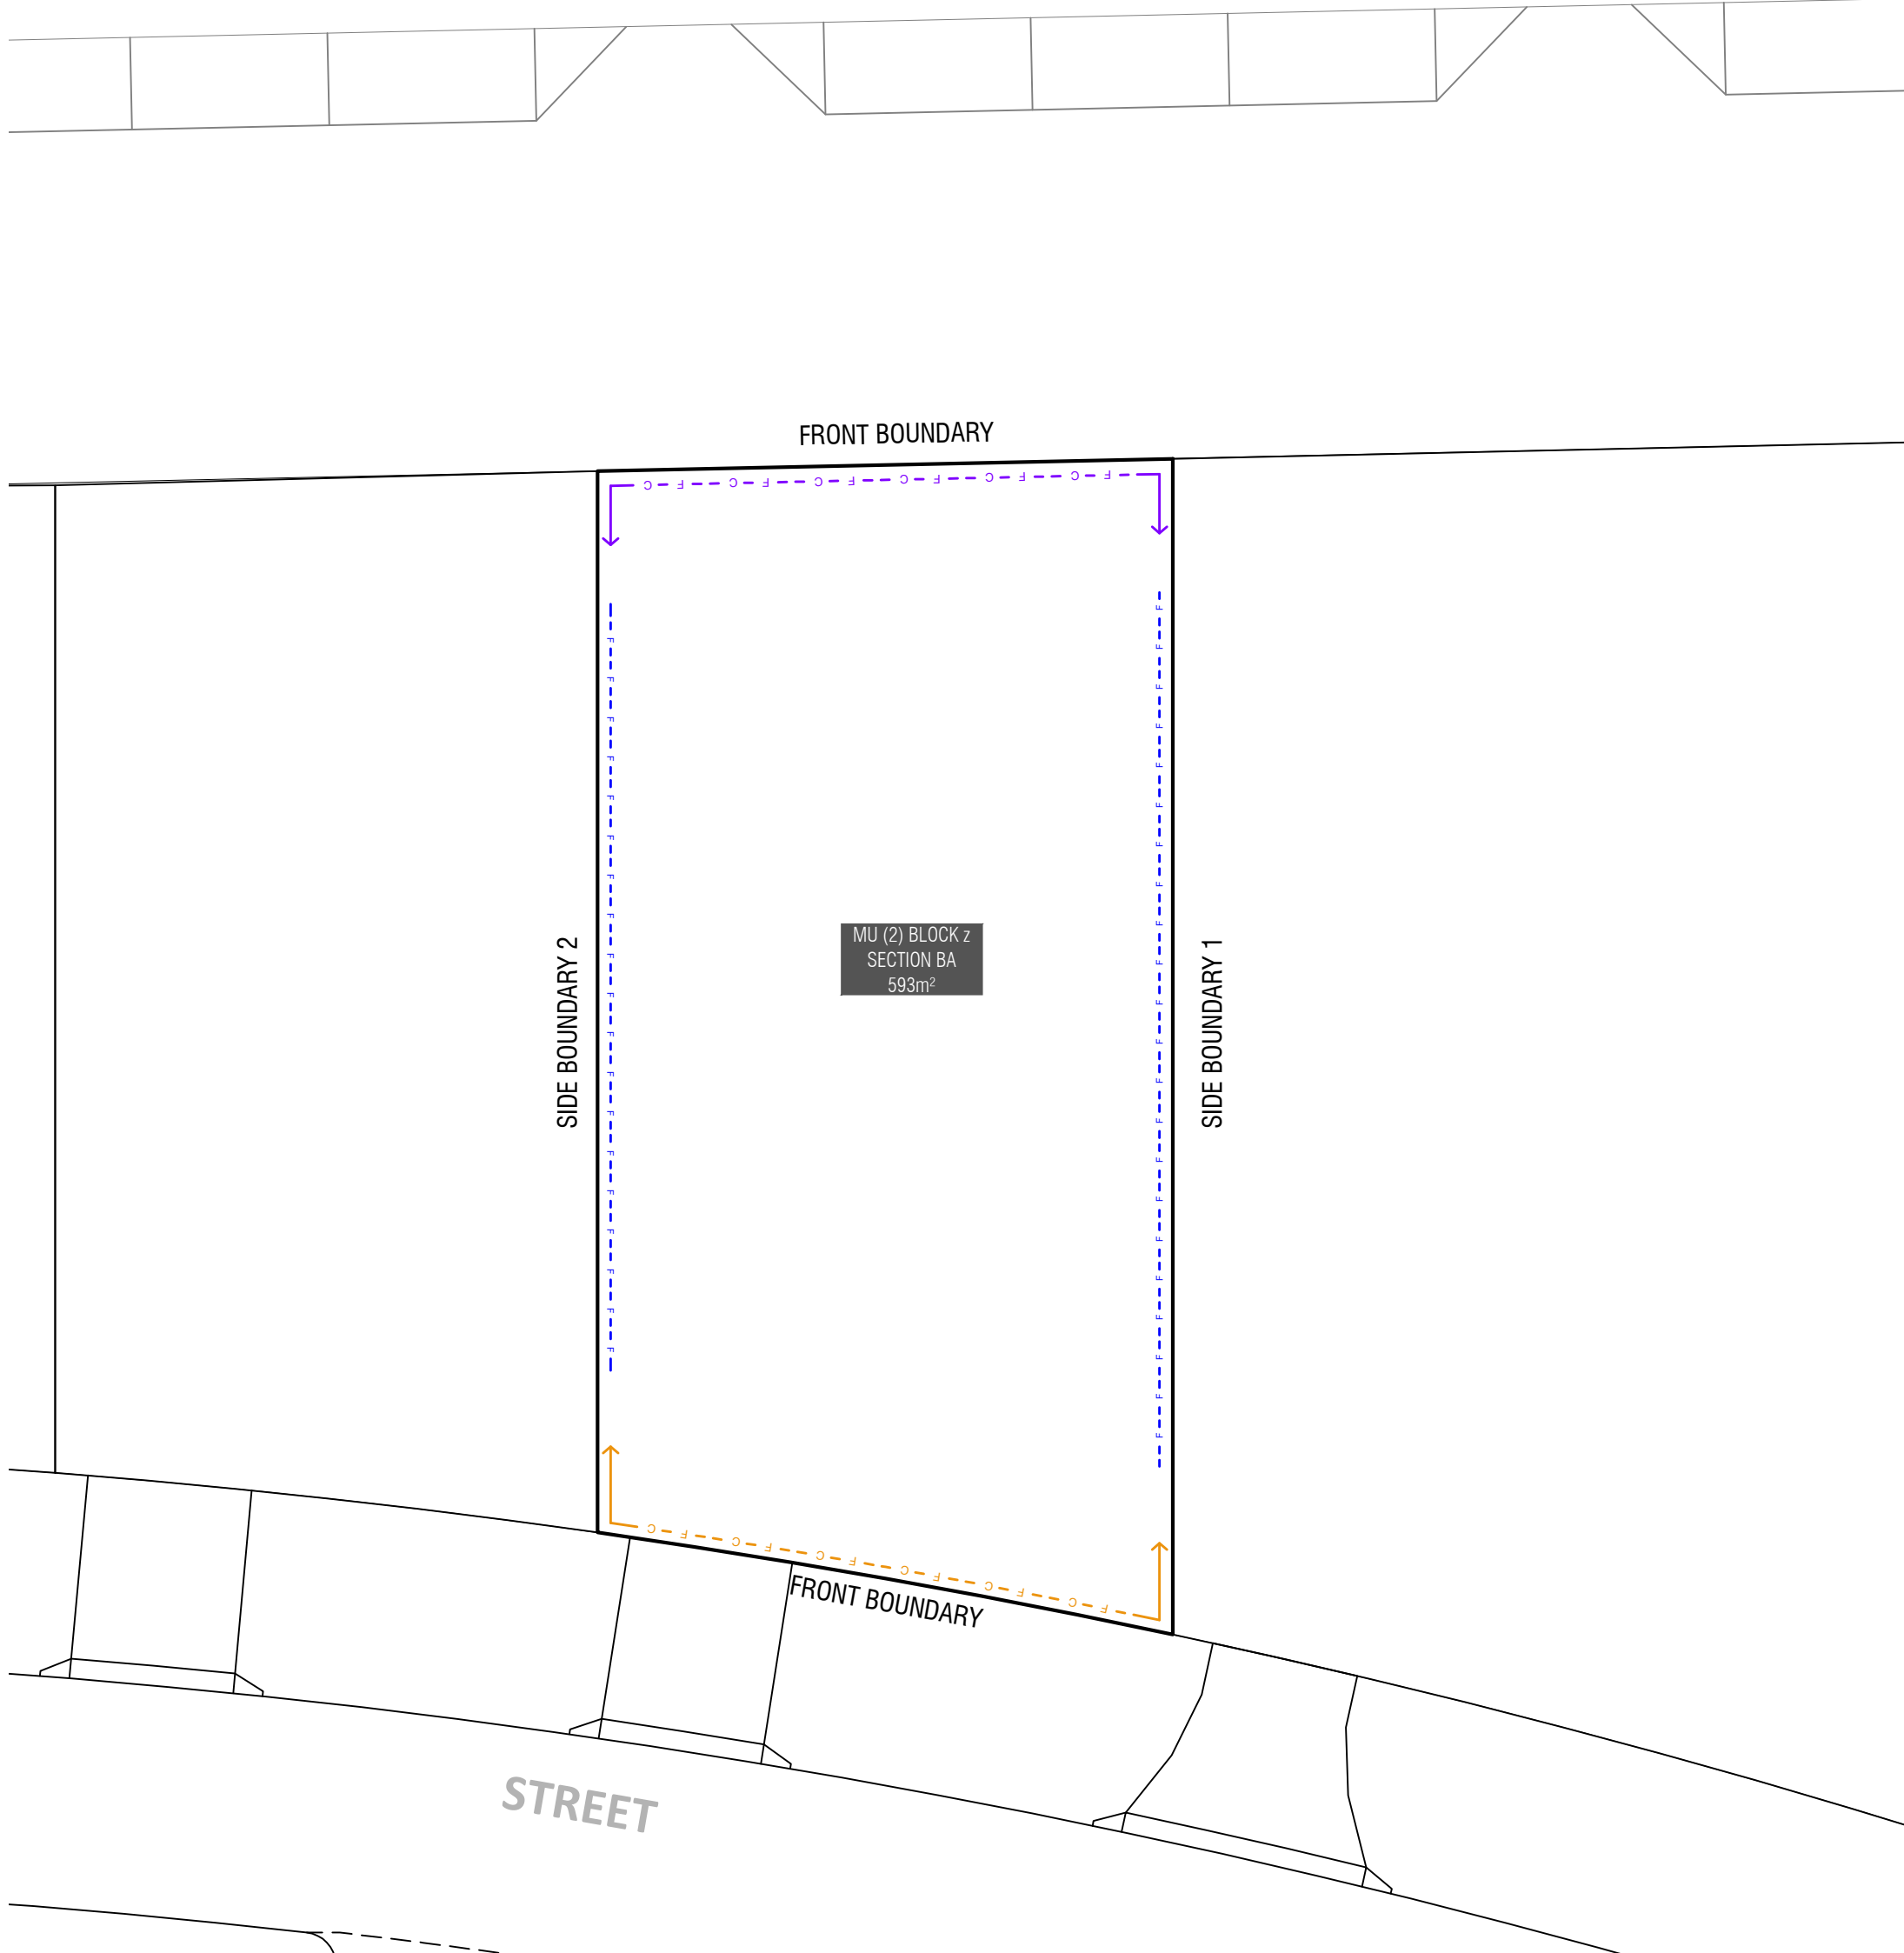 FRONT BOUNDARY
C F C F C F C F C F C F
SIDE BOUNDARY 2
F F F F F F F F F F F F F F F F F F F
MU (2) BLOCK z
SECTION BA
593m²
F F F F F F F F F F F F F F F F F F F F F F
SIDE BOUNDARY 1
C F C F C F C F C F C F
FRONT BOUNDARY
STREET